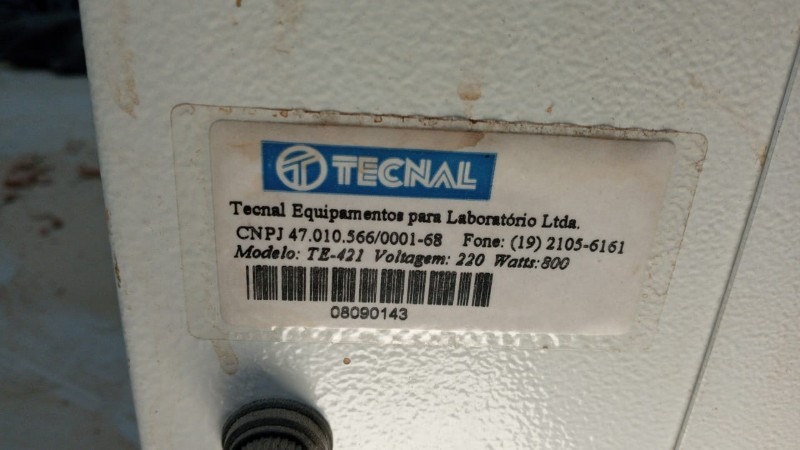 TECNAL
Tecnal Equipamentos para Laboratório Ltda.
CNPJ 47.010.566/0001-68 Fone: (19) 2105-6161
Modelo: TE-421 Voltagem: 220 Watts:800
08090143